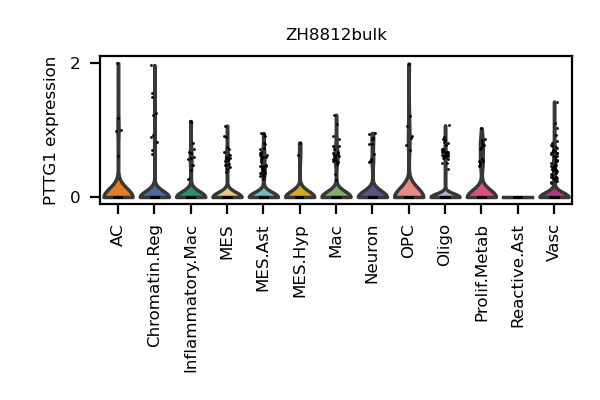 ZH8812bulk
PTTG1 expression
2
0
AC
Chromatin.Reg
Inflammatory.Mac
MES
MES.Ast
MES.Hyp
Mac
Neuron
OPC
Oligo
Prolif.Metab
Reactive.Ast
Vasc